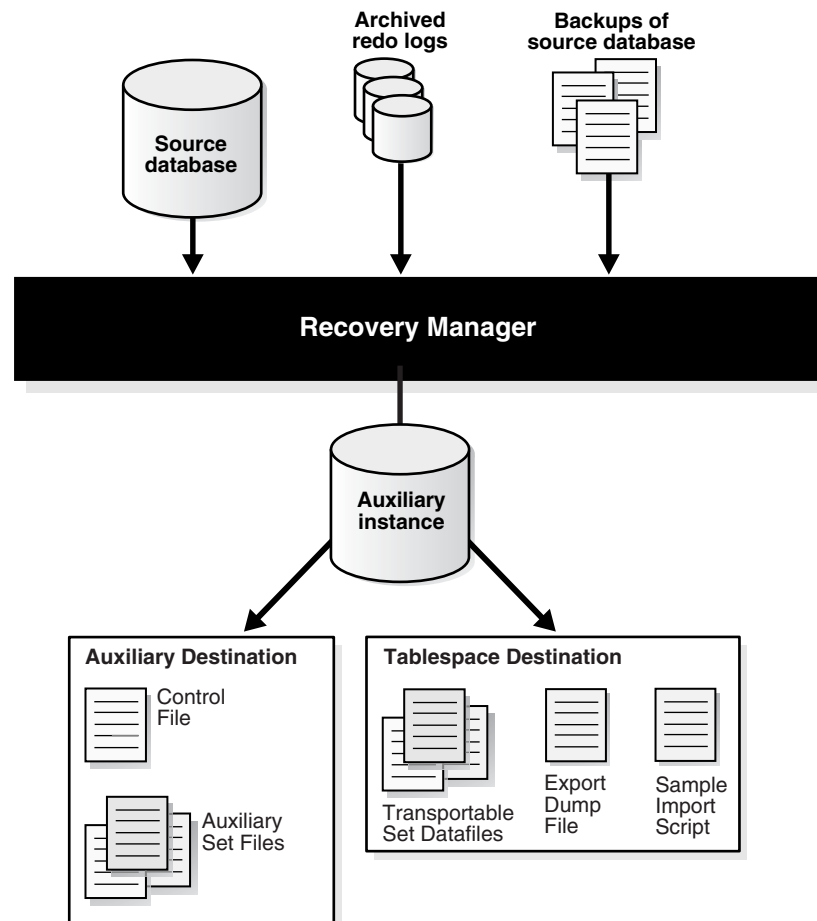 Archived
redo logs
Backups of
source database
Source
database
Recovery Manager
Auxiliary
instance
Auxiliary Destination
Control
File
Auxiliary
Set Files
Tablespace Destination
Transportable
Set Datafiles
Export
Dump
File
Sample
Import
Script